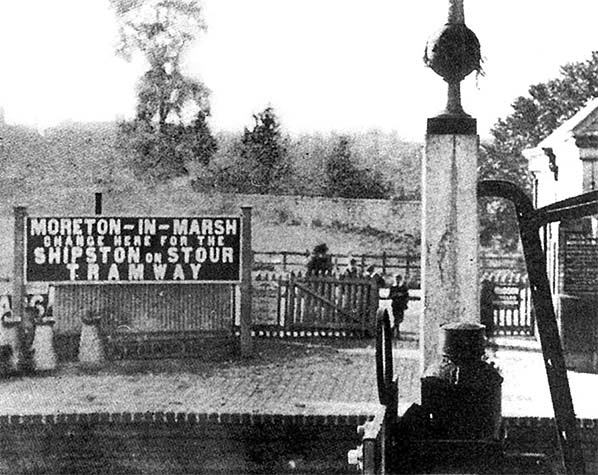 MORETON-IN-MARSH
CHANGE HERE FOR THE
SHIPSTON ON STOUR
TRAMWAY